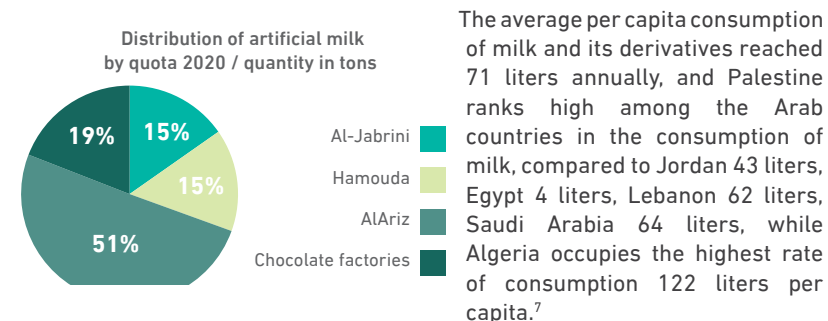 Distribution of artificial milk
by quota 2020 / quantity in tons
19%
15%
15%
51%
Al-Jabrini
Hamouda
AlAriz
Chocolate factories
The average per capita consumption
of milk and its derivatives reached
71 liters annually, and Palestine
ranks high among the Arab
countries in the consumption of
milk, compared to Jordan 43 liters,
Egypt 4 liters, Lebanon 62 liters,
Saudi Arabia 64 liters, while
Algeria occupies the highest rate
of consumption 122 liters per
capita.7